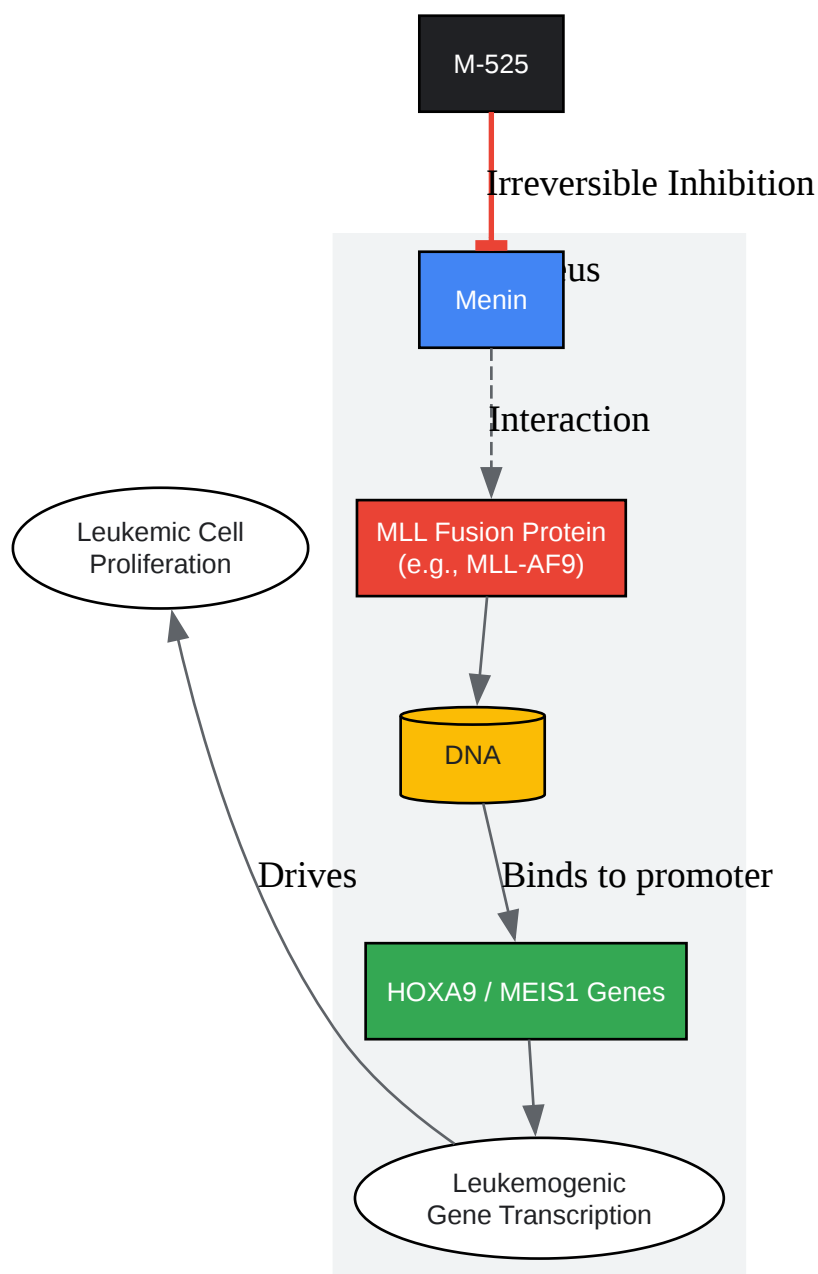 M-525
Irreversible Inhibition
Menin
Interaction
MLL Fusion Protein
(e.g., MLL-AF9)
Leukemic Cell
Proliferation
DNA
Drives
Binds to promoter
HOXA9 / MEIS1 Genes
Leukemogenic
Gene Transcription